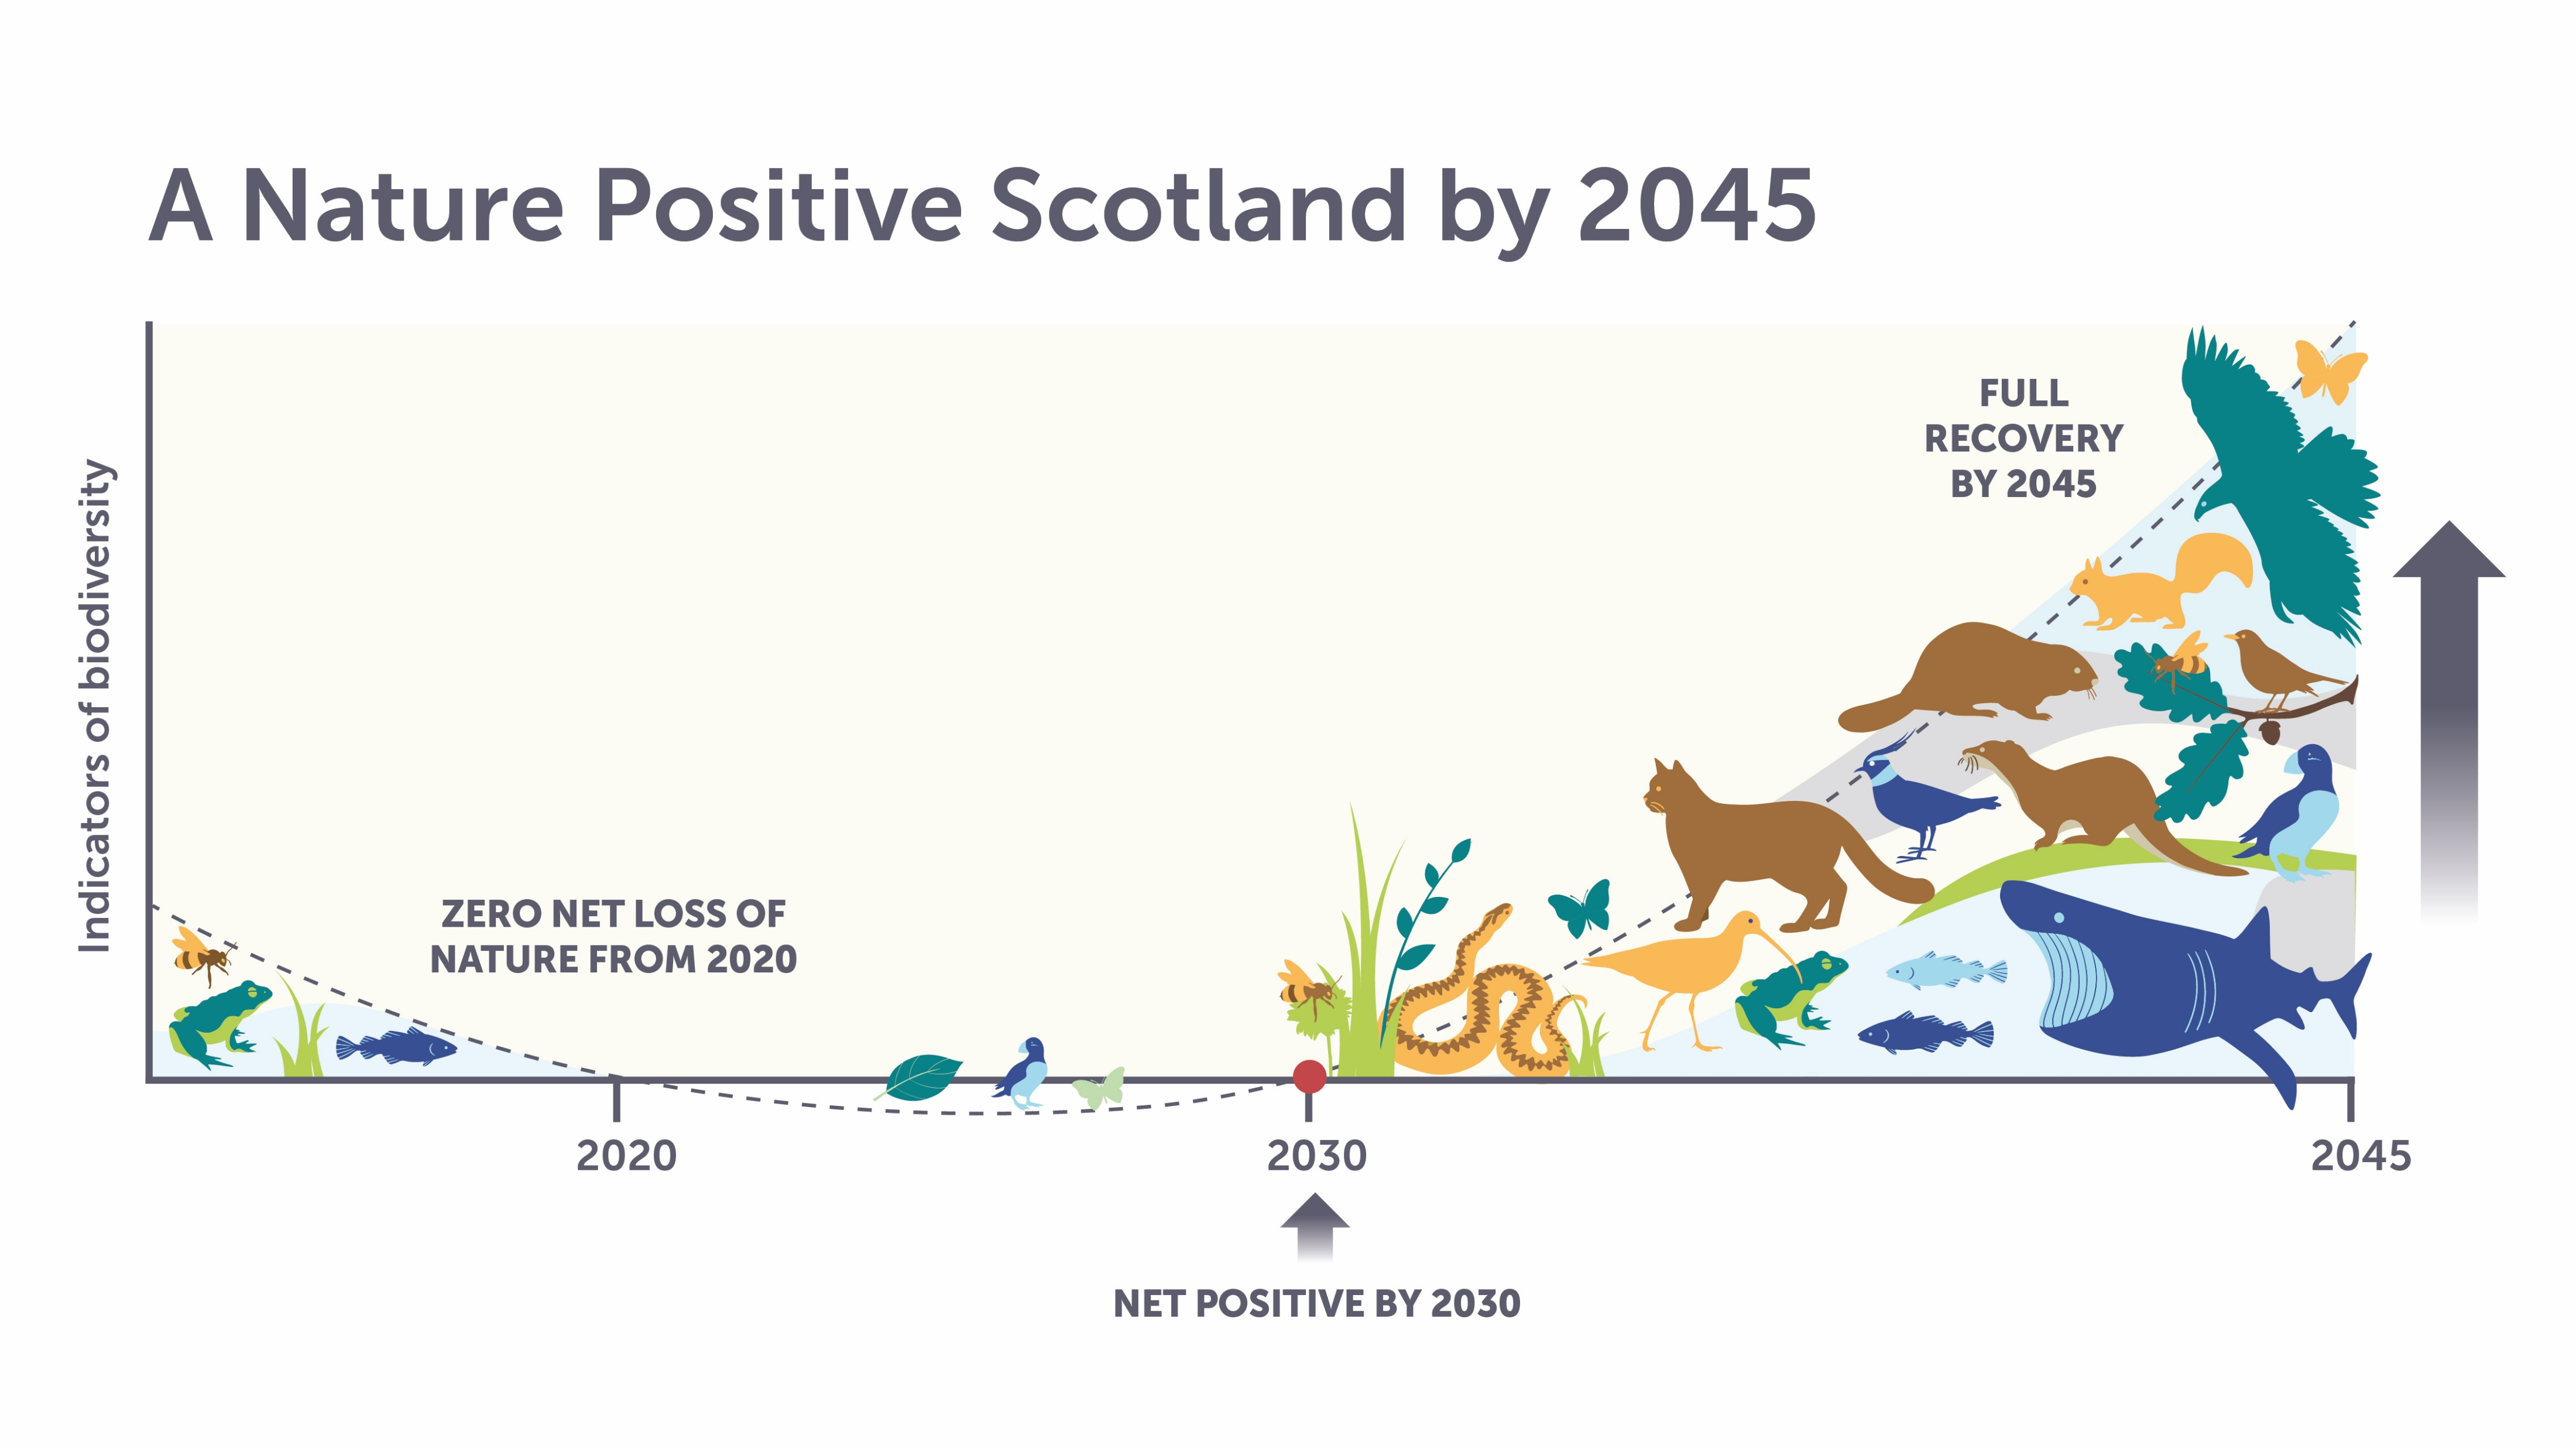 A Nature Positive Scotland by 2045
Indicators of biodiversity
ZERO NET LOSS OF
NATURE FROM 2020
FULL
RECOVERY
BY 2045
2020
2030
2045
NET POSITIVE BY 2030